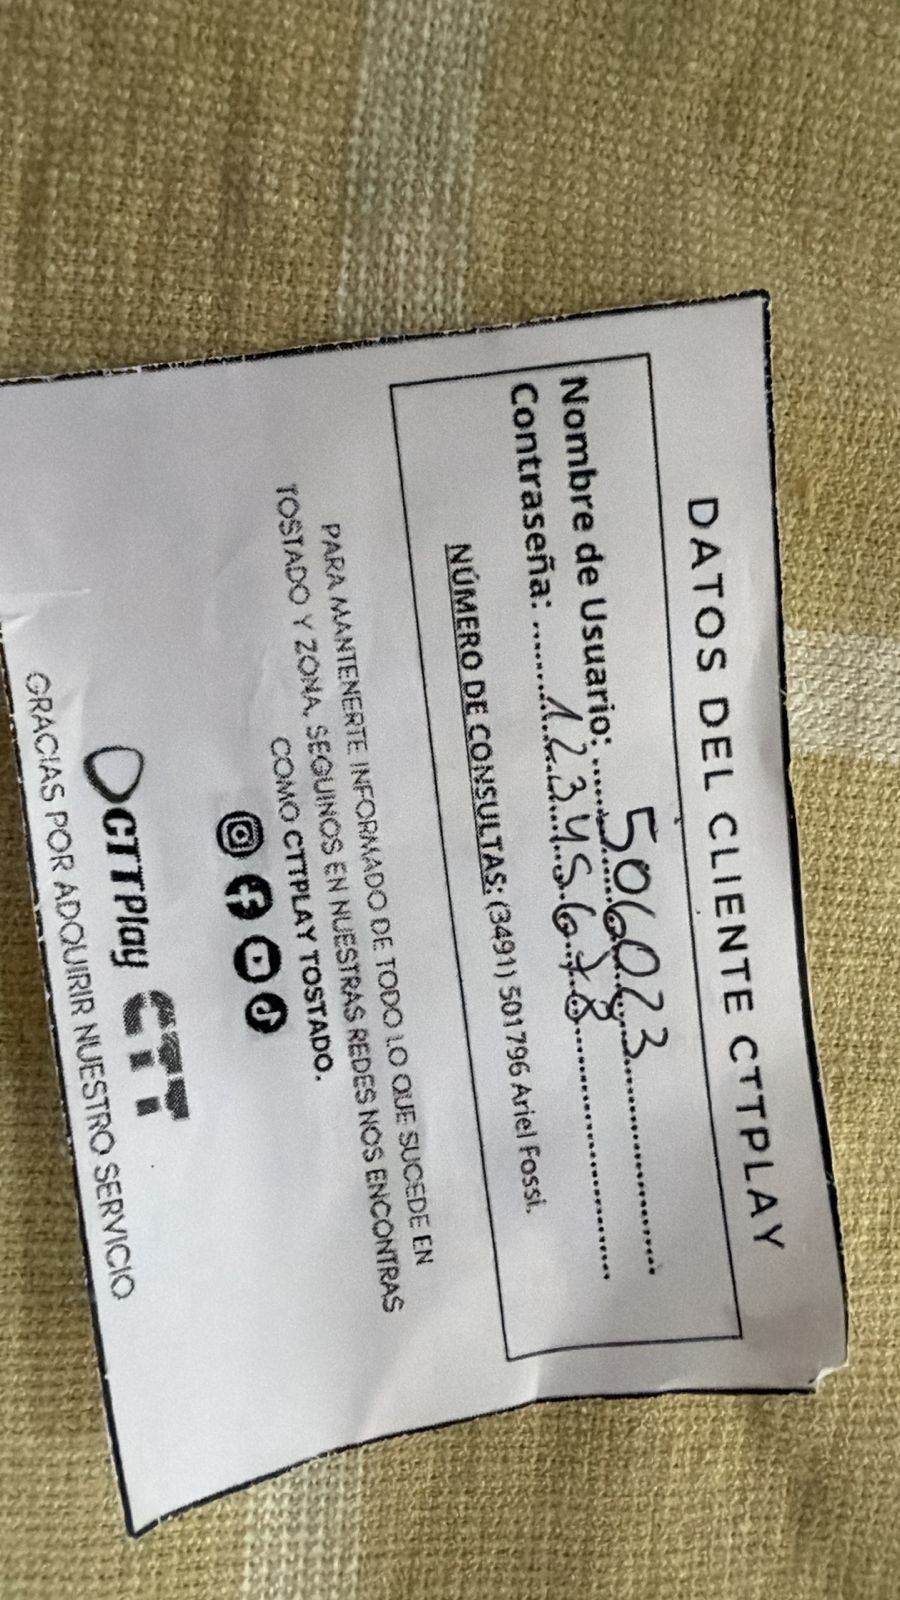 DATOS DEL CLIENTE CTTPLAY
Nombre de Usuario: ........506023........
Contraseña: ........12345678........
NÚMERO DE CONSULTAS: (3491) 501796 Ariel Fossi.
PARA MANTENERTE INFORMADO DE TODO LO QUE SUCEDE EN
TOSTADO Y ZONA, SEGUINOS EN NUESTRAS REDES NOS ENCONTRAS
COMO CTTPLAY TOSTADO.
CTTPlay CTT
GRACIAS POR ADQUIRIR NUESTRO SERVICIO